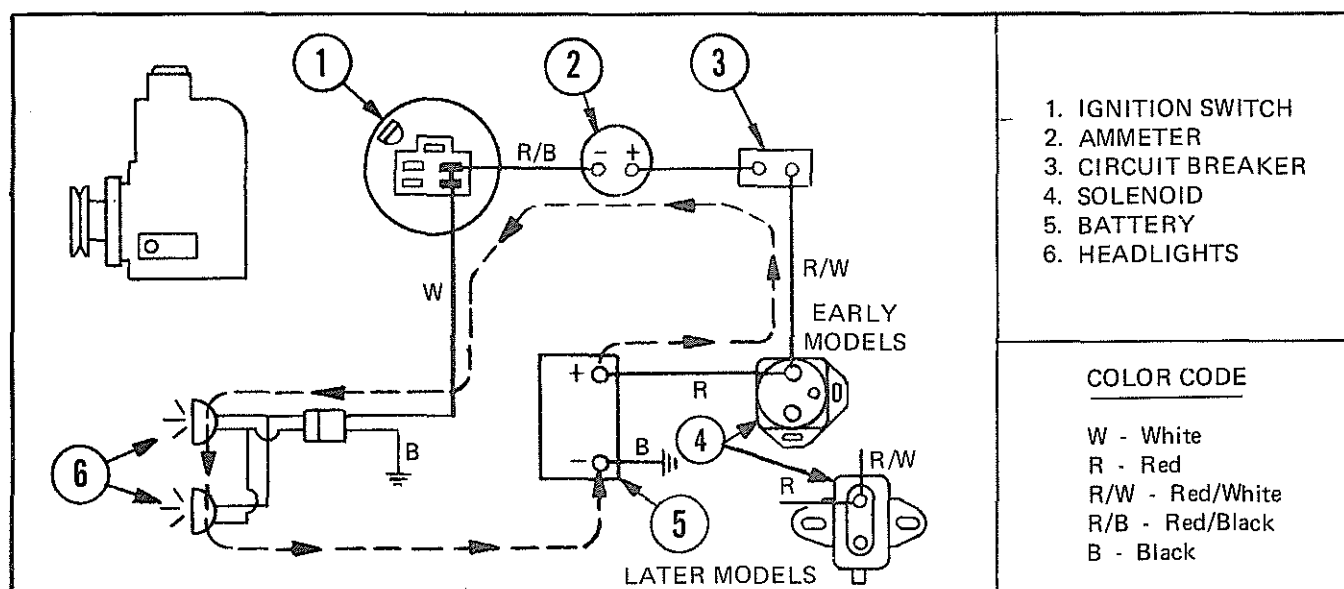 1
2
3
R/B
- +
W
R/W
EARLY
MODELS
+
R
-
B
B
4
R/W
R
6
5
LATER MODELS
1. IGNITION SWITCH
2. AMMETER
3. CIRCUIT BREAKER
4. SOLENOID
5. BATTERY
6. HEADLIGHTS
COLOR CODE
W - White
R - Red
R/W - Red/White
R/B - Red/Black
B - Black